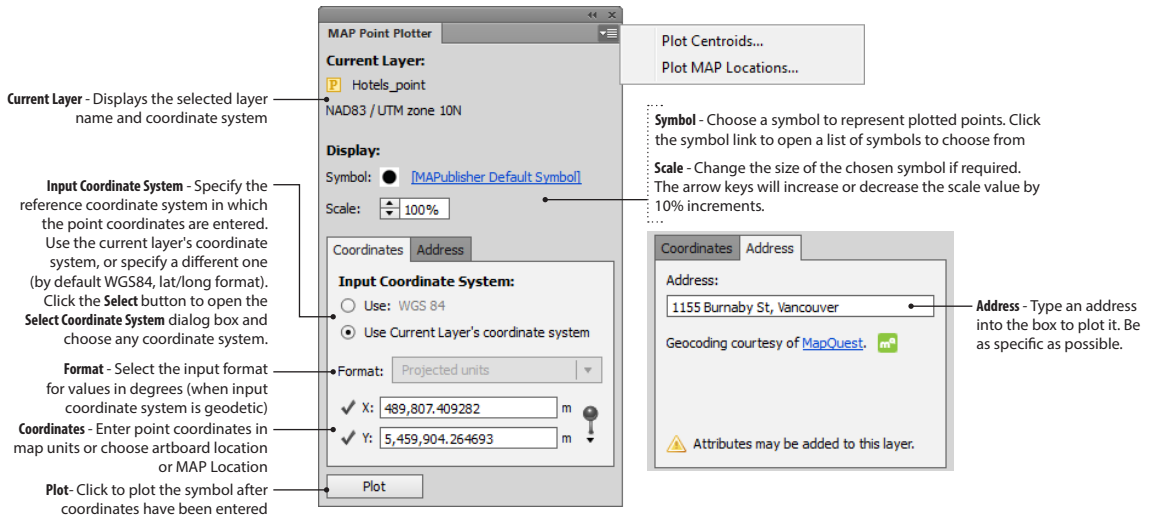 MAP Point Plotter
Current Layer:
P Hotels_point
NAD83 / UTM zone 10N
Display:
Symbol: [MAPublisher Default Symbol]
Scale: 100%
Coordinates Address
Input Coordinate System:
Use: WGS 84
Use Current Layer's coordinate system
Format: Projected units
X: 489,807.409282 m
Y: 5,459,904.264693 m
Plot
Plot Centroids...
Plot MAP Locations...
Current Layer - Displays the selected layer
name and coordinate system
Input Coordinate System - Specify the
reference coordinate system in which
the point coordinates are entered.
Use the current layer's coordinate
system, or specify a different one
(by default WGS84, lat/long format).
Click the Select button to open the
Select Coordinate System dialog box and
choose any coordinate system.
Format - Select the input format
for values in degrees (when input
coordinate system is geodetic)
Coordinates - Enter point coordinates in
map units or choose artboard location
or MAP Location
Plot- Click to plot the symbol after
coordinates have been entered
Symbol - Choose a symbol to represent plotted points. Click
the symbol link to open a list of symbols to choose from
Scale - Change the size of the chosen symbol if required.
The arrow keys will increase or decrease the scale value by
10% increments.
Coordinates Address
Address:
1155 Burnaby St, Vancouver
Geocoding courtesy of MapQuest. mq
Attributes may be added to this layer.
Address - Type an address
into the box to plot it. Be
as specific as possible.